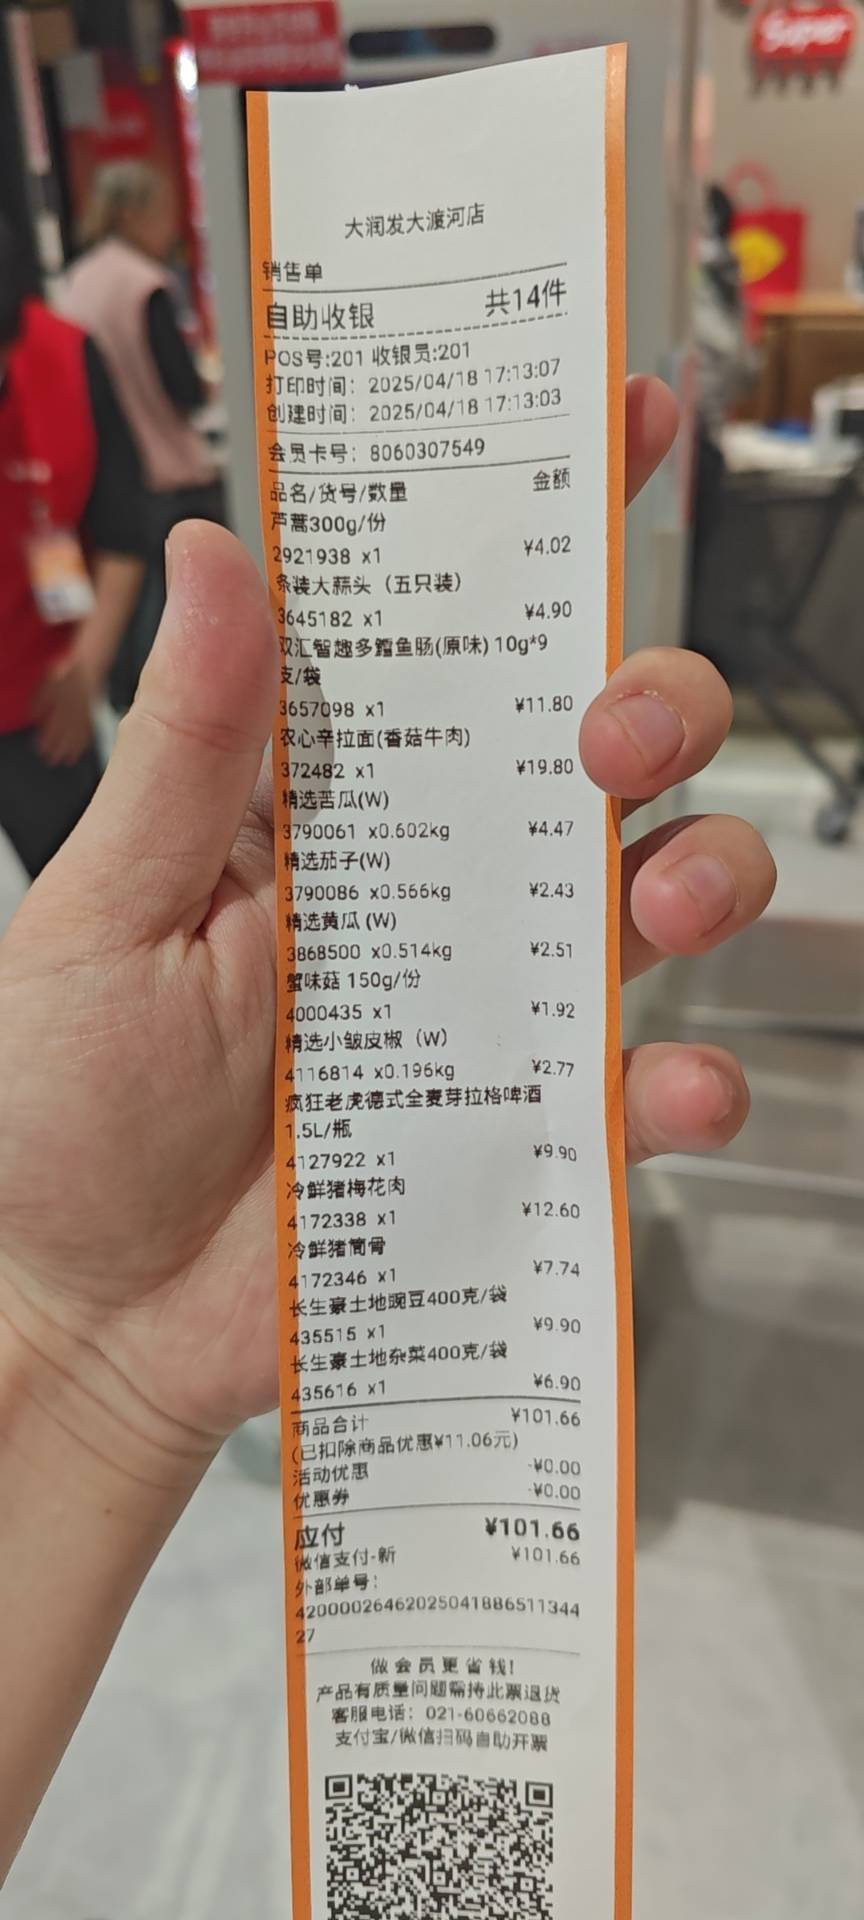 Super
大润发大渡河店
销售单
自助收银 共14件
POS号:201 收银员:201
打印时间: 2025/04/18 17:13:07
创建时间: 2025/04/18 17:13:03
会员卡号: 8060307549
品名/货号/数量 金额
芦蒿300g/份
2921938 x1 ¥4.02
条装大蒜头（五只装）
3645182 x1 ¥4.90
双汇智趣多鳕鱼肠(原味) 10g*9
支/袋
3657098 x1 ¥11.80
农心辛拉面(香菇牛肉)
372482 x1 ¥19.80
精选苦瓜(W)
3790061 x0.602kg ¥4.47
精选茄子(W)
3790086 x0.566kg ¥2.43
精选黄瓜 (W)
3868500 x0.514kg ¥2.51
蟹味菇 150g/份
4000435 x1 ¥1.92
精选小皱皮椒（W）
4116814 x0.196kg ¥2.77
疯狂老虎德式全麦芽拉格啤酒
1.5L/瓶
4127922 x1 ¥9.90
冷鲜猪梅花肉
4172338 x1 ¥12.60
冷鲜猪筒骨
4172346 x1 ¥7.74
长生豪土地豌豆400克/袋
435515 x1 ¥9.90
长生豪土地杂菜400克/袋
435616 x1 ¥6.90
商品合计 ¥101.66
(已扣除商品优惠¥11.06元)
活动优惠 -¥0.00
优惠券 -¥0.00
应付 ¥101.66
微信支付-新 ¥101.66
外部单号:
42000026462025041886511344
27
做会员更省钱!
产品有质量问题需持此票退货
客服电话: 021-60662088
支付宝/微信扫码自助开票